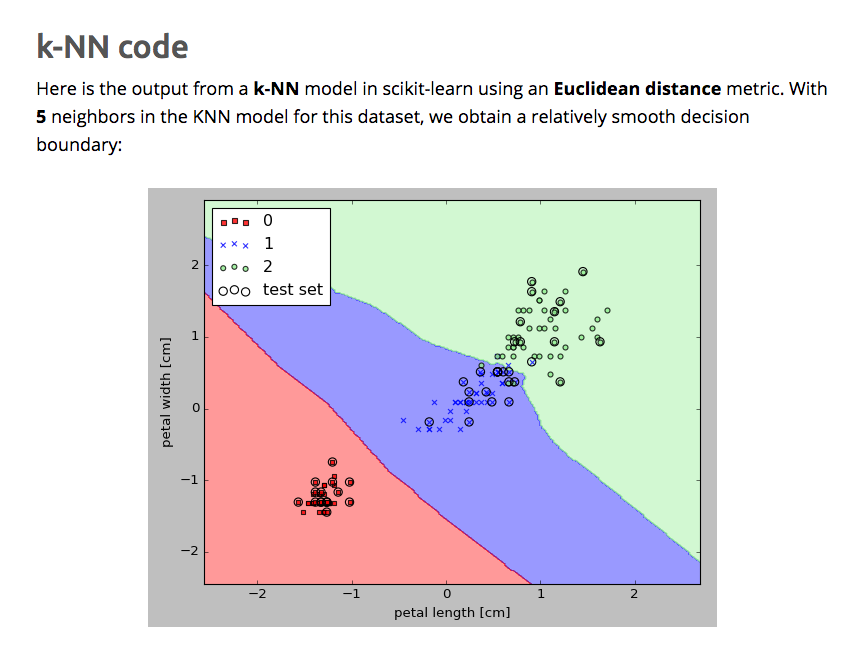 k-NN code
Here is the output from a k-NN model in scikit-learn using an Euclidean distance metric. With
5 neighbors in the KNN model for this dataset, we obtain a relatively smooth decision
boundary:
0
1
2
test set
2
1
0
−1
−2
petal width [cm]
−2 −1 0 1 2
petal length [cm]